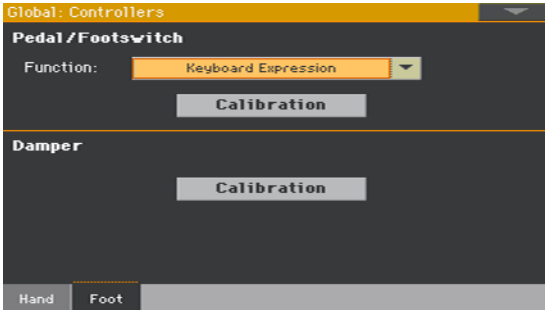 Global: Controllers
Pedal/Footswitch
Function: Keyboard Expression
Calibration
Damper
Calibration
Hand Foot